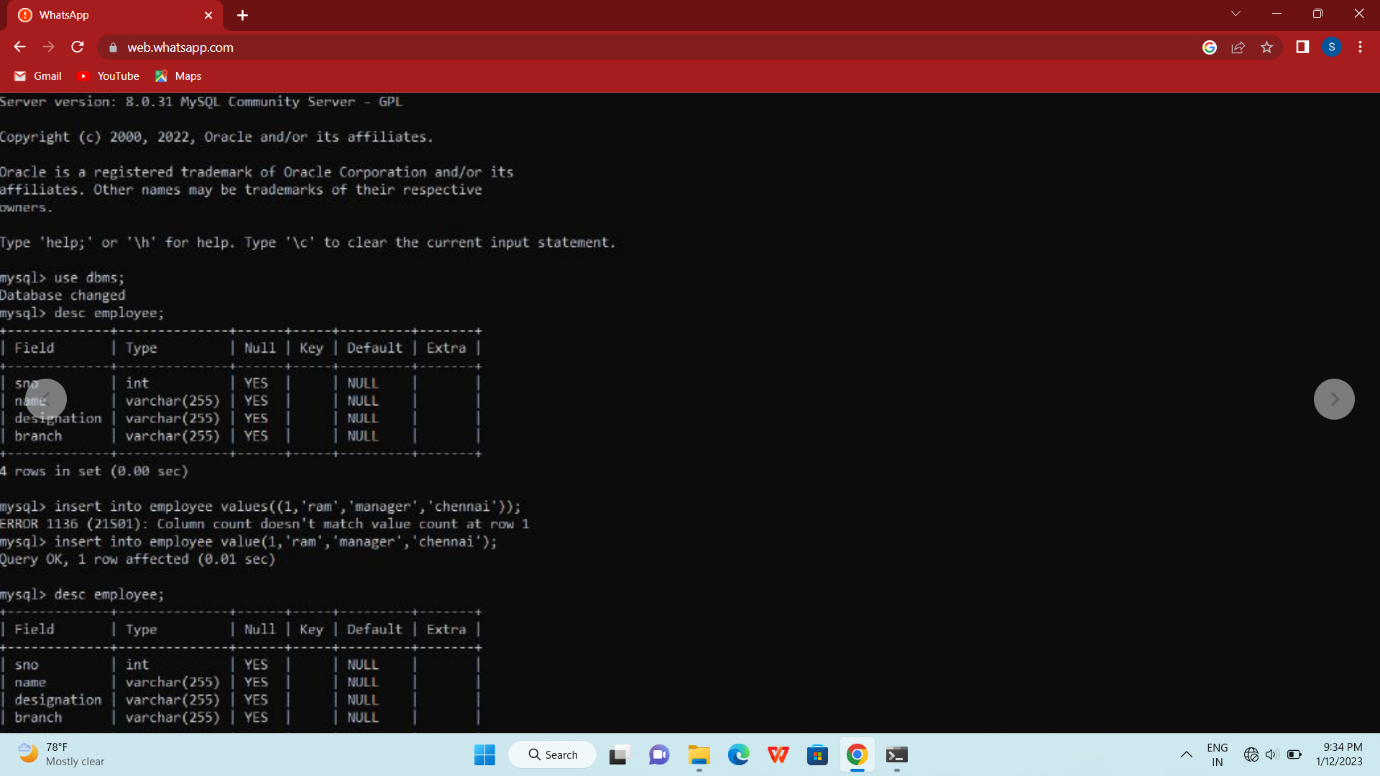 WhatsApp
web.whatsapp.com
S
Gmail
YouTube
Maps
Server version: 8.0.31 MySQL Community Server - GPL
Copyright (c) 2000, 2022, Oracle and/or its affiliates.
Oracle is a registered trademark of Oracle Corporation and/or its
affiliates. Other names may be trademarks of their respective
owners.
Type 'help;' or '\h' for help. Type '\c' to clear the current input statement.
mysql> use dbms;
Database changed
mysql> desc employee;
+-------------+--------------+------+-----+---------+-------+
| Field | Type | Null | Key | Default | Extra |
+-------------+--------------+------+-----+---------+-------+
| sno | int | YES | | NULL | |
| name | varchar(255) | YES | | NULL | |
| designation | varchar(255) | YES | | NULL | |
| branch | varchar(255) | YES | | NULL | |
+-------------+--------------+------+-----+---------+-------+
4 rows in set (0.00 sec)
mysql> insert into employee values((1,'ram','manager','chennai'));
ERROR 1136 (21S01): Column count doesn't match value count at row 1
mysql> insert into employee value(1,'ram','manager','chennai');
Query OK, 1 row affected (0.01 sec)
mysql> desc employee;
+-------------+--------------+------+-----+---------+-------+
| Field | Type | Null | Key | Default | Extra |
+-------------+--------------+------+-----+---------+-------+
| sno | int | YES | | NULL | |
| name | varchar(255) | YES | | NULL | |
| designation | varchar(255) | YES | | NULL | |
| branch | varchar(255) | YES | | NULL | |
78°F
Mostly clear
Search
ENG
IN
9:34 PM
1/12/2023